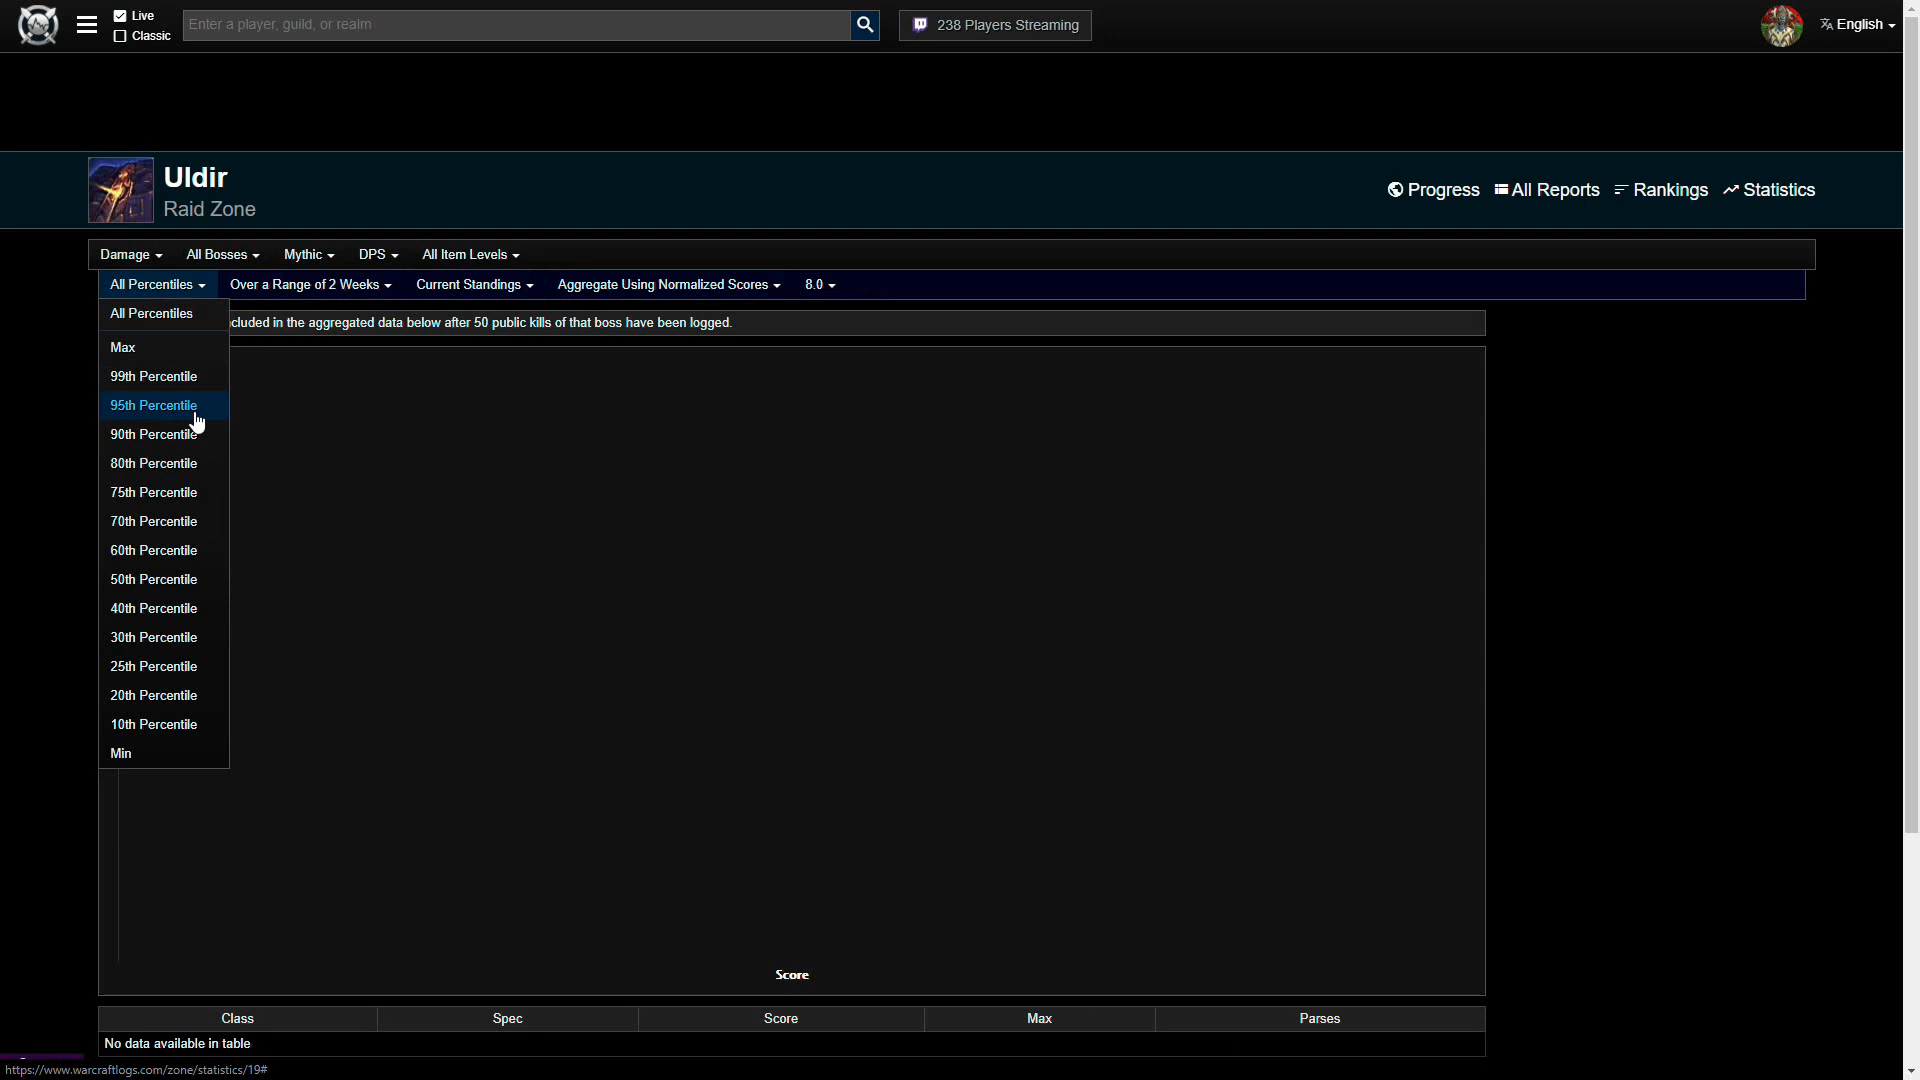 Live
Classic
Enter a player, guild, or realm
238 Players Streaming
English
Uldir
Raid Zone
Progress
All Reports
Rankings
Statistics
Damage
All Bosses
Mythic
DPS
All Item Levels
All Percentiles
Over a Range of 2 Weeks
Current Standings
Aggregate Using Normalized Scores
8.0
All Percentiles
in the aggregated data below after 50 public kills of that boss have been logged.
Max
99th Percentile
95th Percentile
90th Percentile
80th Percentile
75th Percentile
70th Percentile
60th Percentile
50th Percentile
40th Percentile
30th Percentile
25th Percentile
20th Percentile
10th Percentile
Min
Score
Class
Spec
Score
Max
Parses
No data available in table
https://www.warcraftlogs.com/zone/statistics/19#